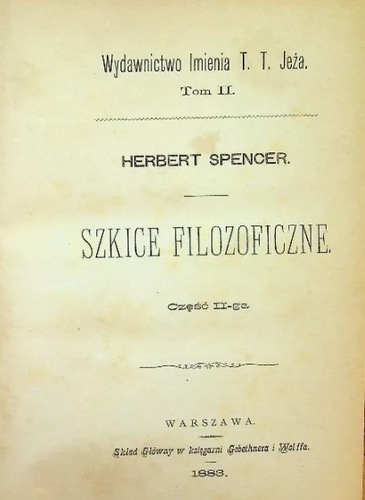 Wydawnictwo Imienia T. T. Jeża.
Tom II.
HERBERT SPENCER.
SZKICE FILOZOFICZNE.
Część II-ga
WARSZAWA.
Skład Główny w księgarni Gebethnera i Wolffa.
1883.